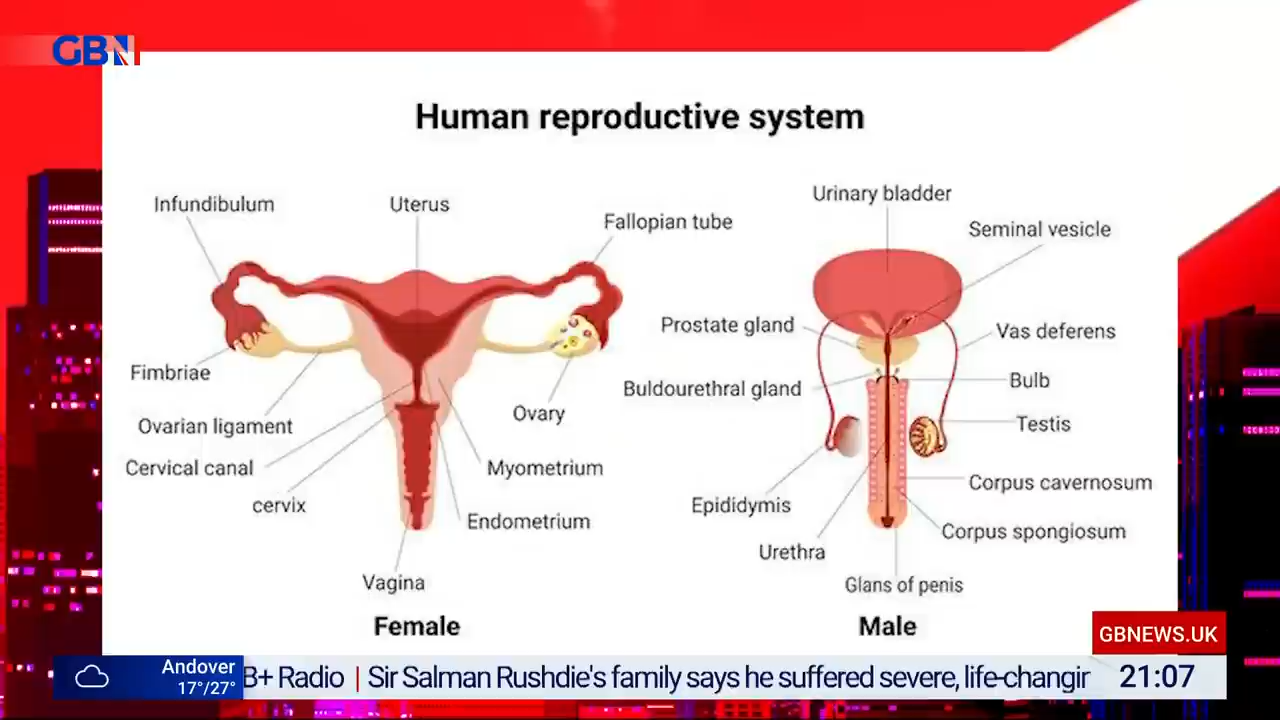 GBN
Human reproductive system
Infundibulum
Uterus
Fallopian tube
Fimbriae
Ovarian ligament
Cervical canal
cervix
Vagina
Ovary
Myometrium
Endometrium
Female
Urinary bladder
Seminal vesicle
Prostate gland
Vas deferens
Buldourethral gland
Bulb
Testis
Epididymis
Corpus cavernosum
Urethra
Corpus spongiosum
Glans of penis
Male
GBNEWS.UK
Andover
17°/27°
B+ Radio | Sir Salman Rushdie's family says he suffered severe, life-changir
21:07